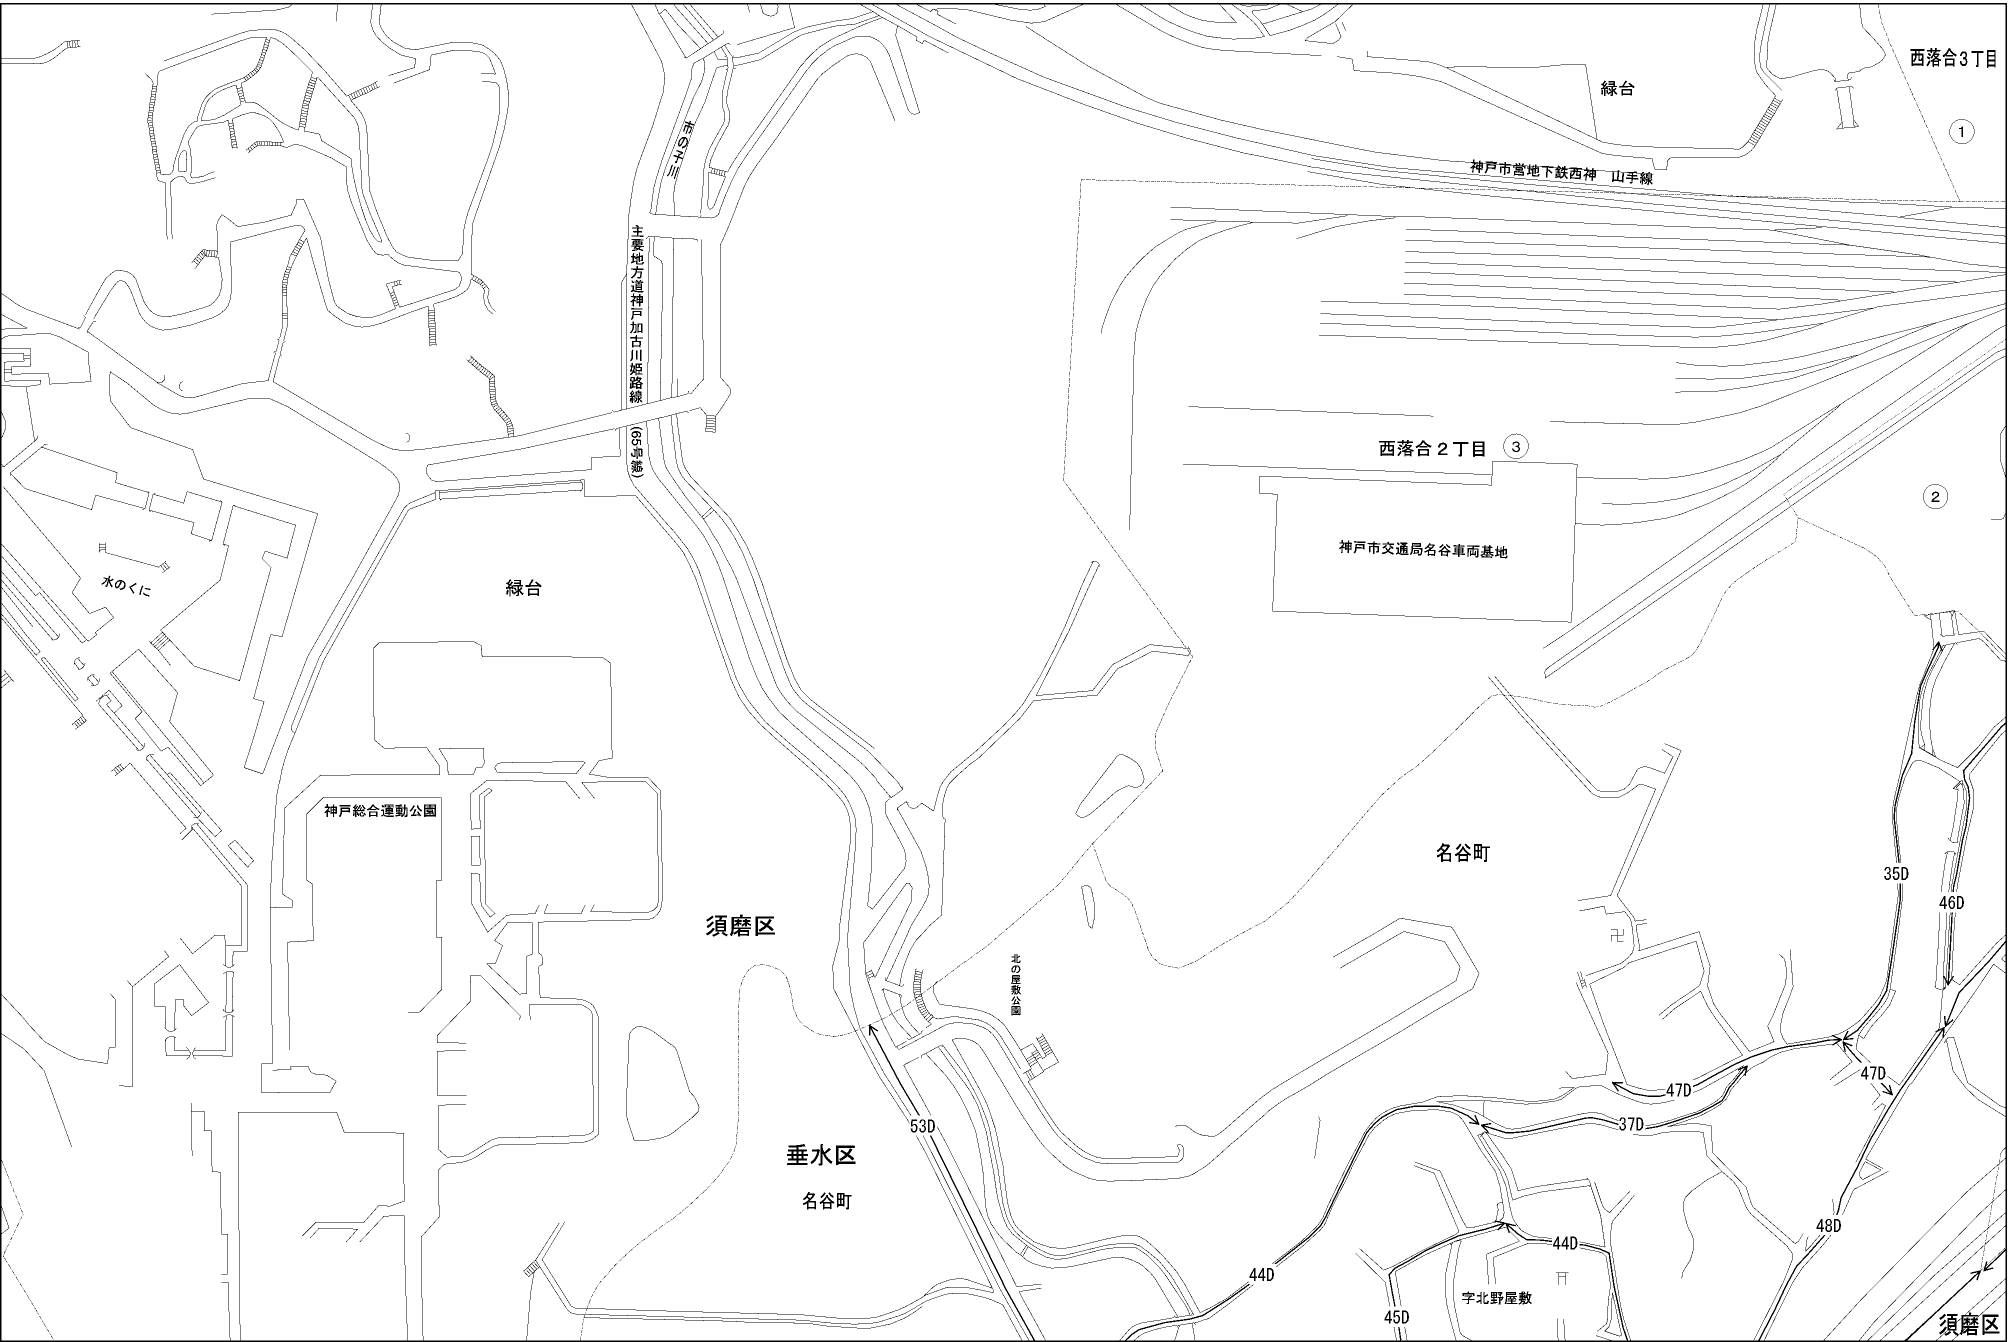 西落合３丁目
緑台
①
神戸市営地下鉄西神　山手線
主要地方道神戸加古川姫路線　(65号線)
西落合２丁目
③
②
神戸市交通局名谷車両基地
水のくに
緑台
神戸総合運動公園
名谷町
35D
46D
須磨区
北の屋敷公園
47D
47D
53D
37D
垂水区
名谷町
48D
44D
44D
字北野屋敷
45D
須磨区